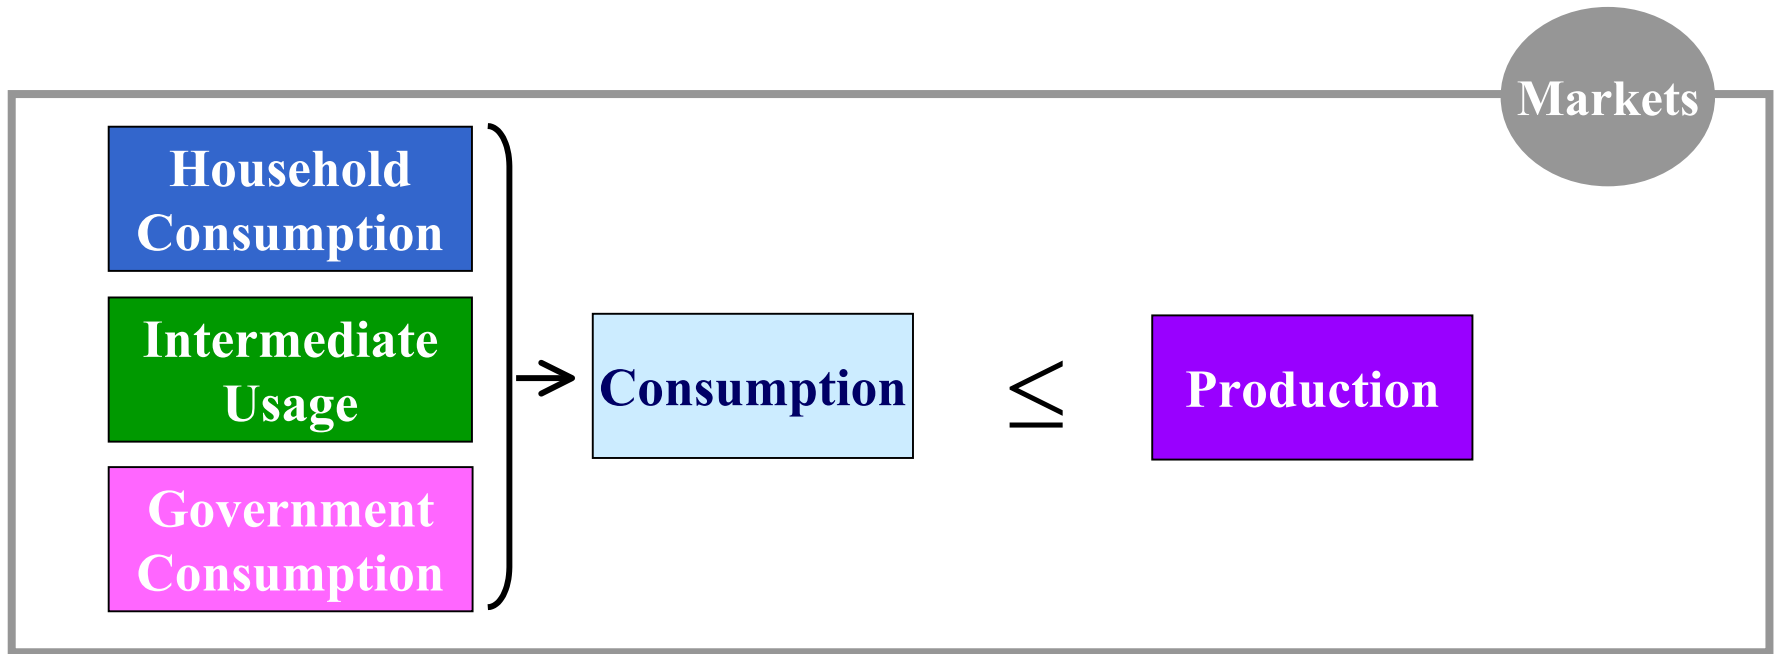 Markets
Household
Consumption
Intermediate
Usage
Government
Consumption
Consumption
≤
Production